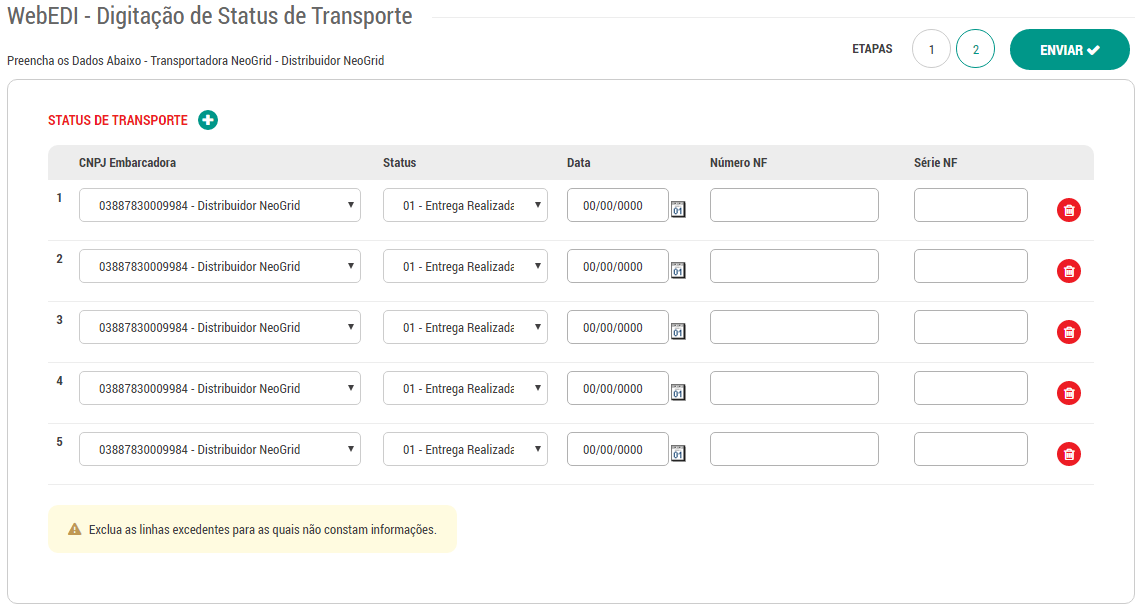 WebEDI - Digitação de Status de Transporte
Preencha os Dados Abaixo - Transportadora NeoGrid - Distribuidor NeoGrid
ETAPAS 1 2 ENVIAR
STATUS DE TRANSPORTE
CNPJ Embarcadora Status Data Número NF Série NF
1 03887830009984 - Distribuidor NeoGrid 01 - Entrega Realizada 00/00/0000 01
2 03887830009984 - Distribuidor NeoGrid 01 - Entrega Realizada 00/00/0000 01
3 03887830009984 - Distribuidor NeoGrid 01 - Entrega Realizada 00/00/0000 01
4 03887830009984 - Distribuidor NeoGrid 01 - Entrega Realizada 00/00/0000 01
5 03887830009984 - Distribuidor NeoGrid 01 - Entrega Realizada 00/00/0000 01
Exclua as linhas excedentes para as quais não constam informações.